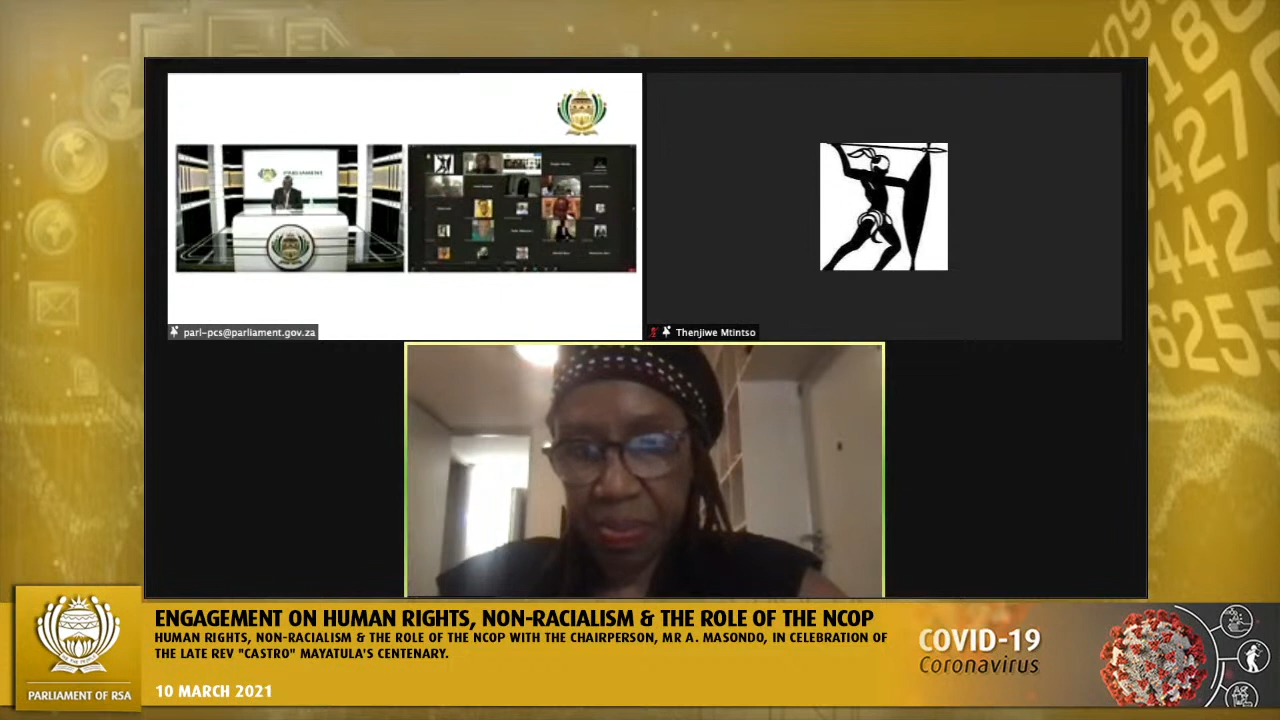 PARLIAMENT
parl-pcs@parliament.gov.za
Thenjiwe Mtintso
ENGAGEMENT ON HUMAN RIGHTS, NON-RACIALISM & THE ROLE OF THE NCOP
HUMAN RIGHTS, NON-RACIALISM & THE ROLE OF THE NCOP WITH THE CHAIRPERSON, MR A. MASONDO, IN CELEBRATION OF
THE LATE REV "CASTRO" MAYATULA'S CENTENARY.
10 MARCH 2021
PARLIAMENT OF RSA
COVID-19
Coronavirus